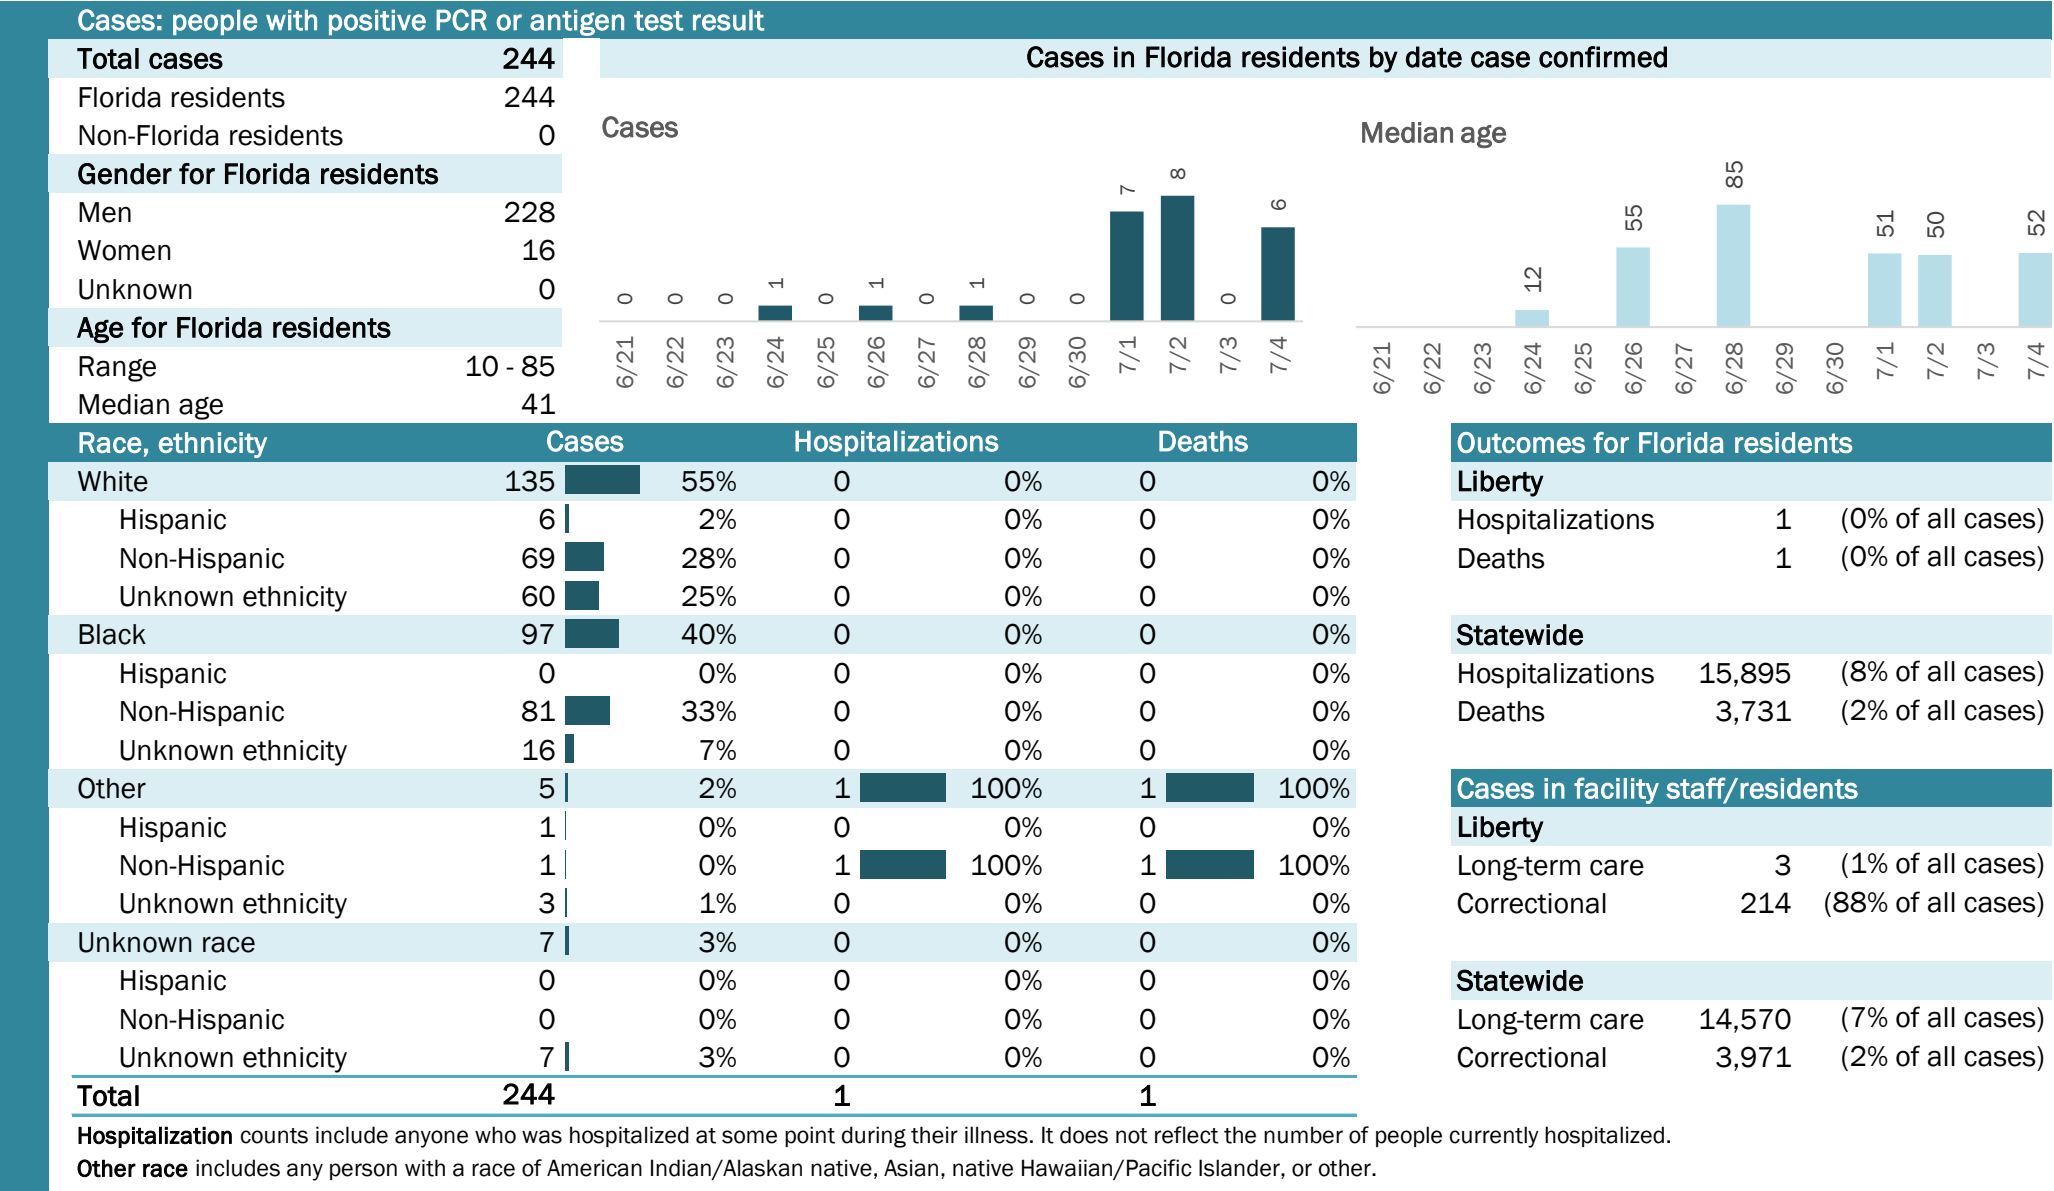 Cases: people with positive PCR or antigen test result
Total cases 244
Florida residents 244
Non-Florida residents 0
Gender for Florida residents
Men 228
Women 16
Unknown 0
Age for Florida residents
Range 10 - 85
Median age 41
Cases in Florida residents by date case confirmed
Cases
0 0 0 1 0 1 0 1 0 0 7 8 0 6
6/21 6/22 6/23 6/24 6/25 6/26 6/27 6/28 6/29 6/30 7/1 7/2 7/3 7/4
Median age
12 55 85 51 50 52
6/21 6/22 6/23 6/24 6/25 6/26 6/27 6/28 6/29 6/30 7/1 7/2 7/3 7/4
Race, ethnicity Cases Hospitalizations Deaths
White 135 55% 0 0% 0 0%
Hispanic 6 2% 0 0% 0 0%
Non-Hispanic 69 28% 0 0% 0 0%
Unknown ethnicity 60 25% 0 0% 0 0%
Black 97 40% 0 0% 0 0%
Hispanic 0 0% 0 0% 0 0%
Non-Hispanic 81 33% 0 0% 0 0%
Unknown ethnicity 16 7% 0 0% 0 0%
Other 5 2% 1 100% 1 100%
Hispanic 1 0% 0 0% 0 0%
Non-Hispanic 1 0% 1 100% 1 100%
Unknown ethnicity 3 1% 0 0% 0 0%
Unknown race 7 3% 0 0% 0 0%
Hispanic 0 0% 0 0% 0 0%
Non-Hispanic 0 0% 0 0% 0 0%
Unknown ethnicity 7 3% 0 0% 0 0%
Total 244 1 1
Outcomes for Florida residents
Liberty
Hospitalizations 1 (0% of all cases)
Deaths 1 (0% of all cases)
Statewide
Hospitalizations 15,895 (8% of all cases)
Deaths 3,731 (2% of all cases)
Cases in facility staff/residents
Liberty
Long-term care 3 (1% of all cases)
Correctional 214 (88% of all cases)
Statewide
Long-term care 14,570 (7% of all cases)
Correctional 3,971 (2% of all cases)
Hospitalization counts include anyone who was hospitalized at some point during their illness. It does not reflect the number of people currently hospitalized.
Other race includes any person with a race of American Indian/Alaskan native, Asian, native Hawaiian/Pacific Islander, or other.